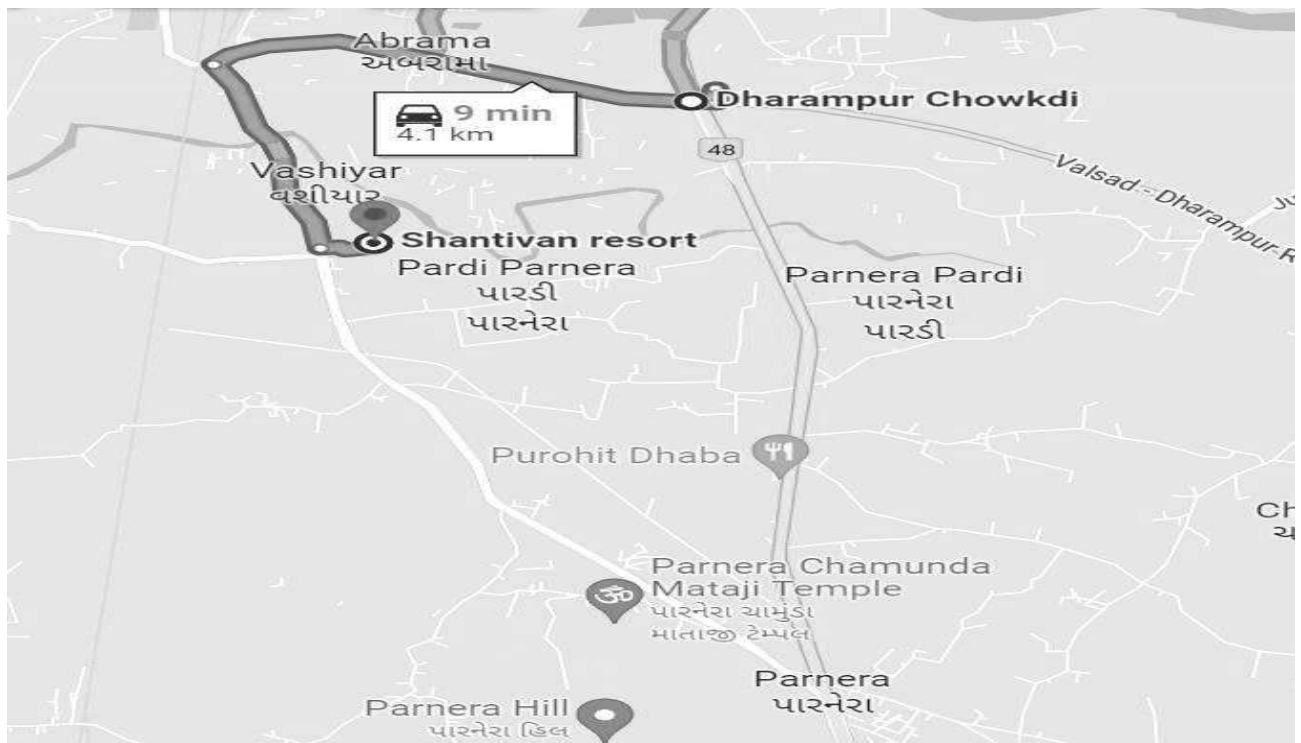 Abrama
અબરામા
Dharampur Chowkdi
9 min
4.1 km
48
Valsad - Dharampur R
Vashiyar
વશીયાર
Shantivan resort
Pardi Parnera
પારડી
પારનેરા
Parnera Pardi
પારનેરા
પારડી
Purohit Dhaba
Ch
Parnera Chamunda
Mataji Temple
પારનેરા ચામુંડા
માતાજી ટેમ્પલ
Parnera
પારનેરા
Parnera Hill
પારનેરા હિલ